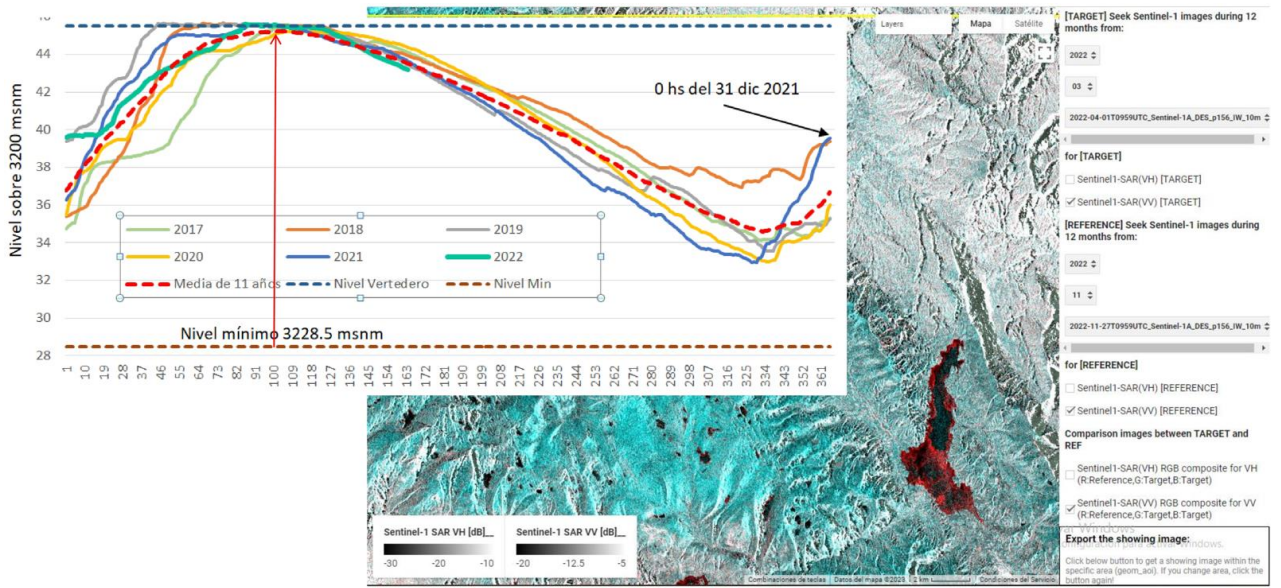 Nivel sobre 3200 msnm
46
44
42
40
38
36
34
32
30
28
0 hs del 31 dic 2021
2017
2018
2019
2020
2021
2022
Media de 11 años
Nivel Vertedero
Nivel Min
Nivel mínimo 3228.5 msnm
1 10 19 28 37 46 55 64 73 82 91 100 109 118 127 136 145 154 163 172 181 190 199 208 217 226 235 244 253 262 271 280 289 298 307 316 325 334 343 352 361
Layers
Mapa
Satélite
Sentinel-1 SAR VH [dB]__
-30 -20 -10
Sentinel-1 SAR VV [dB]__
-20 -12.5 -5
Combinaciones de teclas
Datos del mapa ©2023
2 km
Condiciones del Servicio
[TARGET] Seek Sentinel-1 images during 12
months from:
2022
03
2022-04-01T0959UTC_Sentinel-1A_DES_p156_IW_10m
for [TARGET]
Sentinel1-SAR(VH) [TARGET]
Sentinel1-SAR(VV) [TARGET]
[REFERENCE] Seek Sentinel-1 images during
12 months from:
2022
11
2022-11-27T0959UTC_Sentinel-1A_DES_p156_IW_10m
for [REFERENCE]
Sentinel1-SAR(VH) [REFERENCE]
Sentinel1-SAR(VV) [REFERENCE]
Comparison images between TARGET and
REF
Sentinel1-SAR(VH) RGB composite for VH
(R:Reference,G:Target,B:Target)
Sentinel1-SAR(VV) RGB composite for VV
(R:Reference,G:Target,B:Target)
Windows
Export the showing image:
para activar Windows.
Click below button to get a showing image within the
specific area (geom_aoi). If you change area, click the
button again!